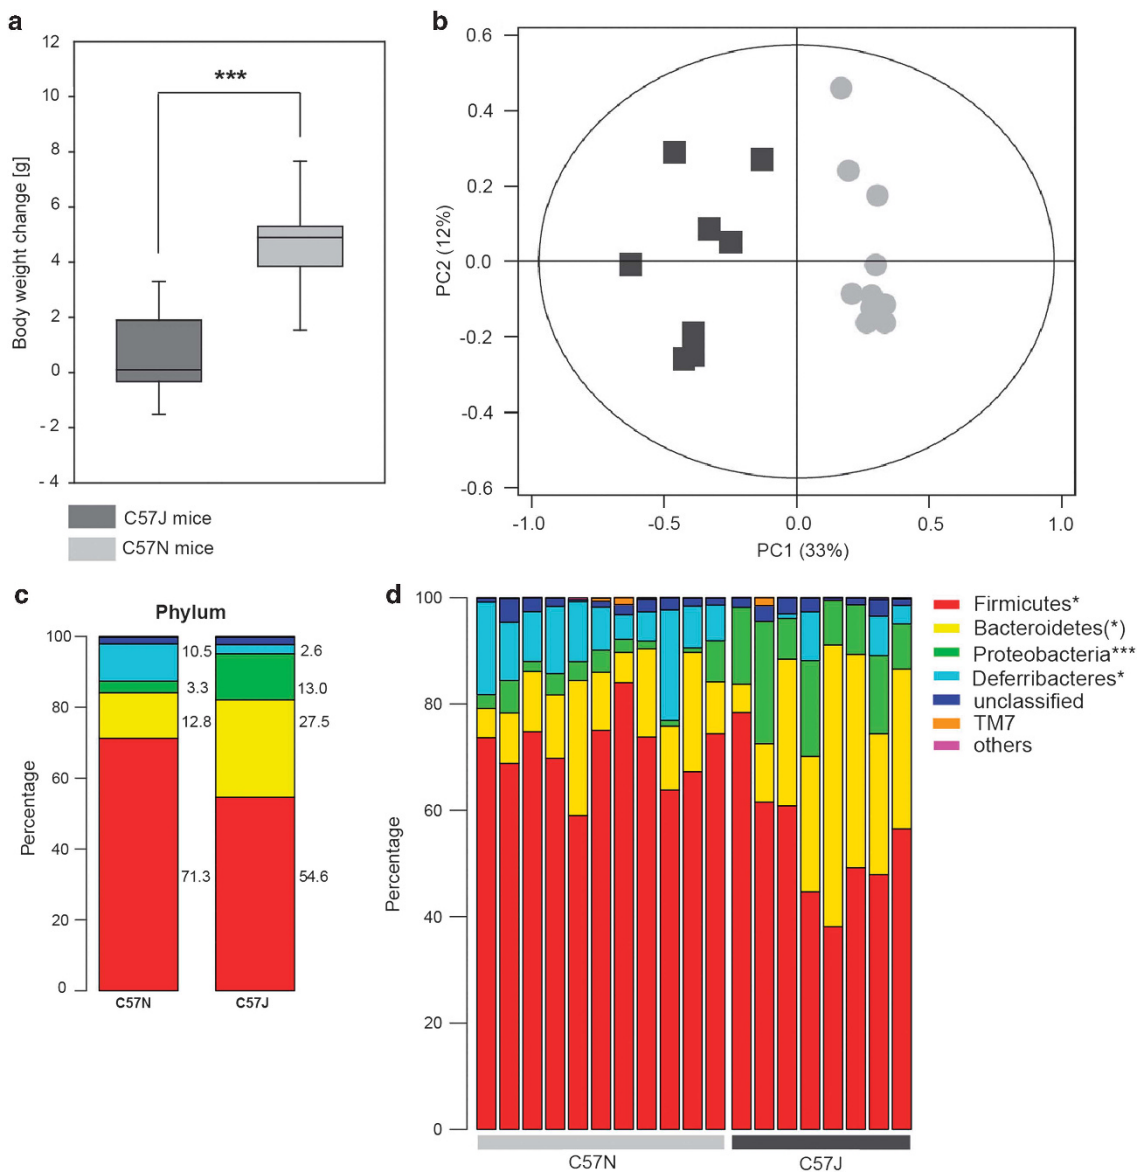 a
12
10
8
6
4
2
0
- 2
- 4
Body weight change [g]
***
C57J mice
C57N mice
b
0.6
0.4
0.2
0.0
-0.2
-0.4
-0.6
PC2 (12%)
-1.0 -0.5 0.0 0.5 1.0
PC1 (33%)
c
Phylum
100
80
60
40
20
0
Percentage
10.5
3.3
12.8
71.3
2.6
13.0
27.5
54.6
C57N C57J
d
100
80
60
40
20
0
Percentage
C57N C57J
Firmicutes*
Bacteroidetes(*)
Proteobacteria***
Deferribacteres*
unclassified
TM7
others